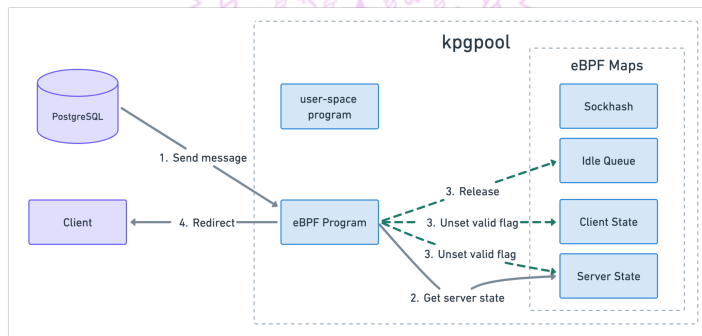 kpgpool
eBPF Maps
PostgreSQL
user-space
program
Sockhash
1. Send message
Idle Queue
3. Release
Client
4. Redirect
eBPF Program
3. Unset valid flag
Client State
3. Unset valid flag
Server State
2. Get server state